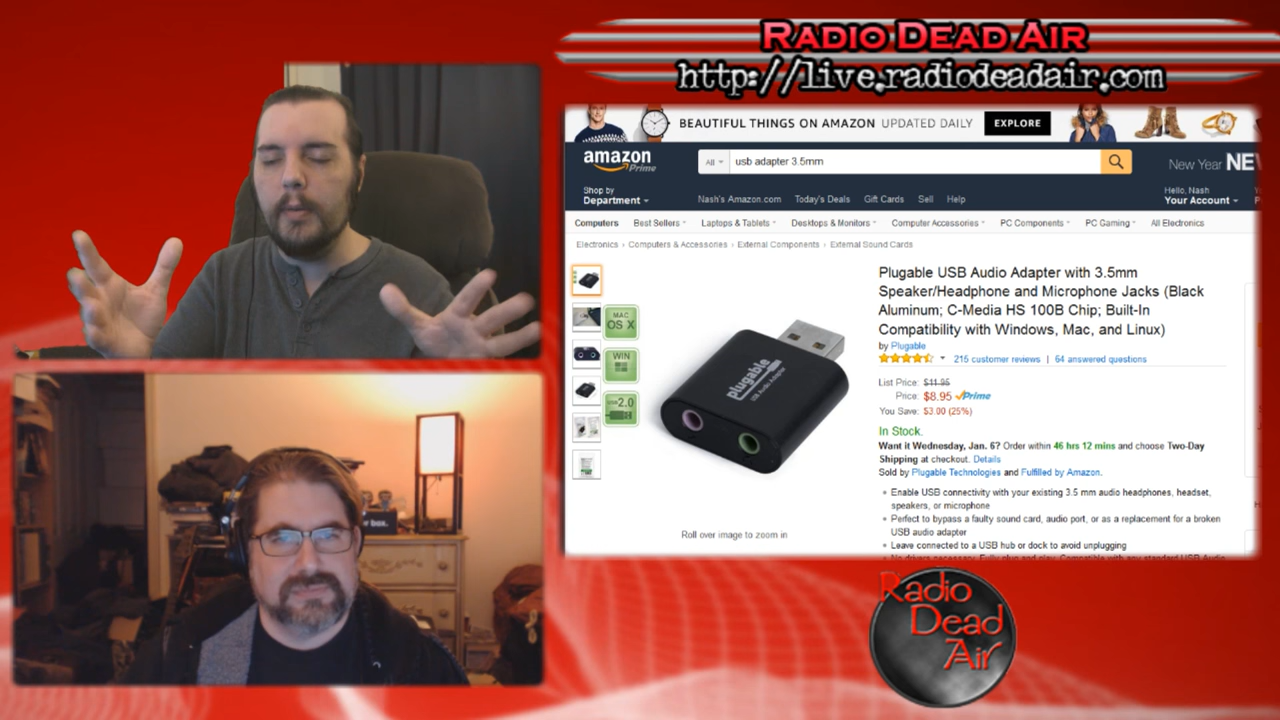 Radio Dead Air
http://live.radiodeadair.com
BEAUTIFUL THINGS ON AMAZON UPDATED DAILY EXPLORE
amazon Prime
All
usb adapter 3.5mm
New Year NE
Shop by
Department
Nash's Amazon.com Today's Deals Gift Cards Sell Help
Hello, Nash
Your Account
Computers Best Sellers Laptops & Tablets Desktops & Monitors Computer Accessories PC Components PC Gaming All Electronics
Electronics › Computers & Accessories › External Components › External Sound Cards
MAC
OS X
WIN
USB 2.0
plugable
USB Audio Adapter
Roll over image to zoom in
Plugable USB Audio Adapter with 3.5mm
Speaker/Headphone and Microphone Jacks (Black
Aluminum; C-Media HS 100B Chip; Built-In
Compatibility with Windows, Mac, and Linux)
by Plugable
215 customer reviews | 64 answered questions
List Price: $11.95
Price: $8.95 Prime
You Save: $3.00 (25%)
In Stock.
Want it Wednesday, Jan. 6? Order within 46 hrs 12 mins and choose Two-Day
Shipping at checkout. Details
Sold by Plugable Technologies and Fulfilled by Amazon.
Enable USB connectivity with your existing 3.5 mm audio headphones, headset,
speakers, or microphone
Perfect to bypass a faulty sound card, audio port, or as a replacement for a broken
USB audio adapter
Leave connected to a USB hub or dock to avoid unplugging
r box.
Radio
Dead
Air